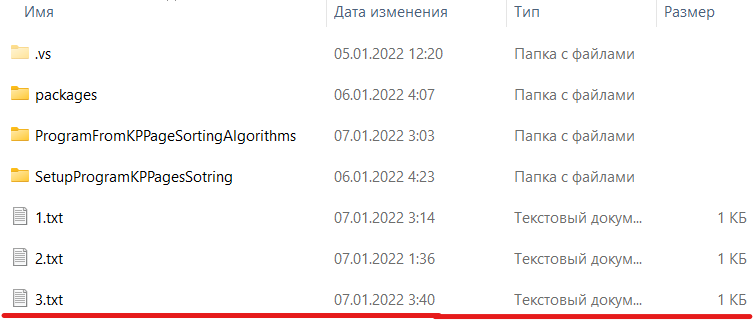 Имя Дата изменения Тип Размер
.vs 05.01.2022 12:20 Папка с файлами
packages 06.01.2022 4:07 Папка с файлами
ProgramFromKPPageSortingAlgorithms 07.01.2022 3:03 Папка с файлами
SetupProgramKPPagesSotring 06.01.2022 4:23 Папка с файлами
1.txt 07.01.2022 3:14 Текстовый докум... 1 КБ
2.txt 07.01.2022 1:36 Текстовый докум... 1 КБ
3.txt 07.01.2022 3:40 Текстовый докум... 1 КБ